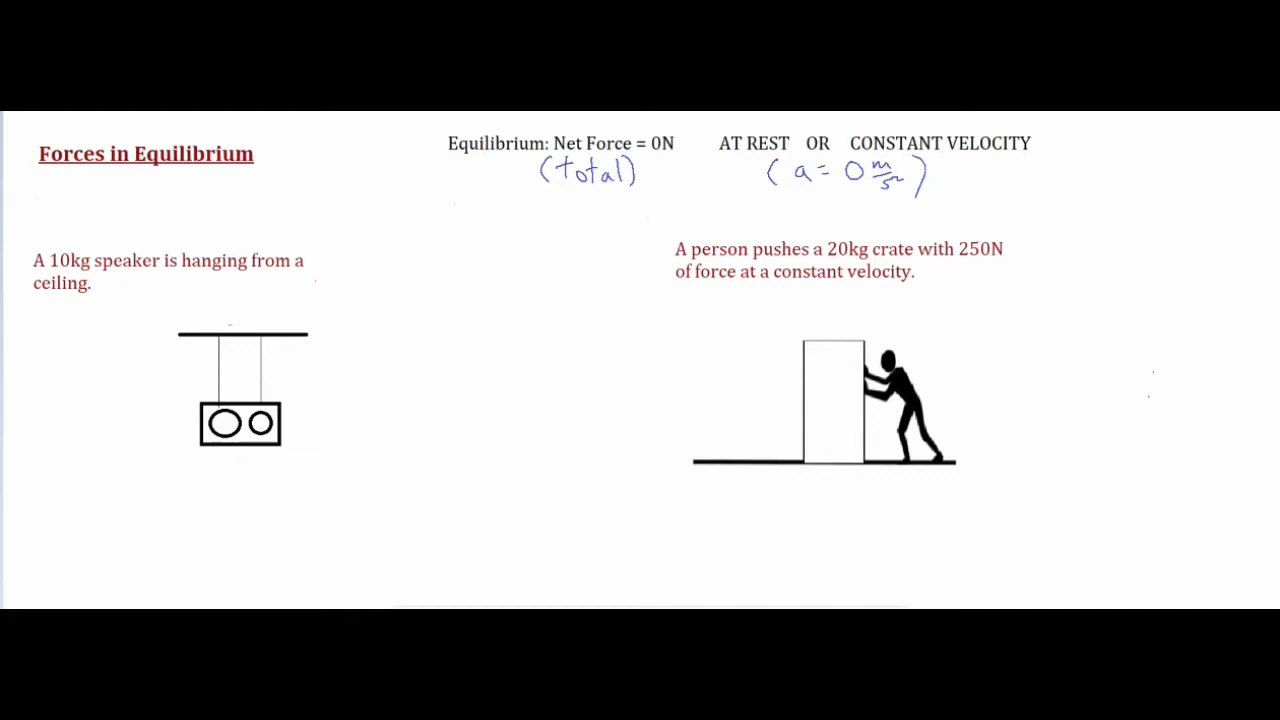 Forces in Equilibrium
Equilibrium: Net Force = 0N AT REST OR CONSTANT VELOCITY
(total) (a = 0 m/s²)
A 10kg speaker is hanging from a
ceiling.
A person pushes a 20kg crate with 250N
of force at a constant velocity.